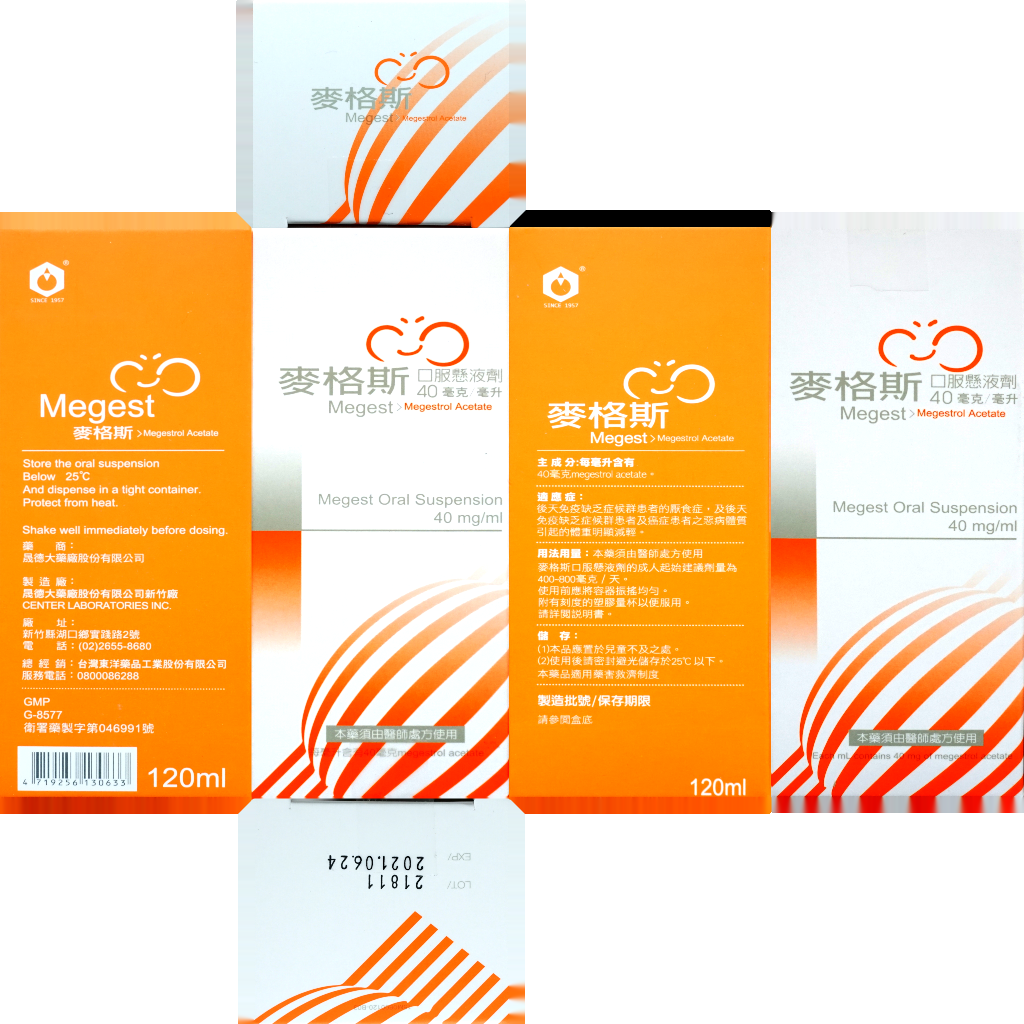 麥格斯
Megest > Megestrol Acetate
®
SINCE 1957
Megest
麥格斯 > Megestrol Acetate
Store the oral suspension
Below 25℃
And dispense in a tight container.
Protect from heat.
Shake well immediately before dosing.
藥 商：
晟德大藥廠股份有限公司
製 造 廠：
晟德大藥廠股份有限公司新竹廠
CENTER LABORATORIES INC.
廠 址：
新竹縣湖口鄉實踐路2號
電 話：(02)2655-8680
總 經 銷：台灣東洋藥品工業股份有限公司
服務電話：0800086288
GMP
G-8577
衛署藥製字第046991號
4 719256 130633
120ml
麥格斯 口服懸液劑
40 毫克/毫升
Megest > Megestrol Acetate
Megest Oral Suspension
40 mg/ml
本藥須由醫師處方使用
®
SINCE 1957
麥格斯
Megest > Megestrol Acetate
主 成 分:每毫升含有
40毫克megestrol acetate。
適 應 症：
後天免疫缺乏症候群患者的厭食症，及後天
免疫缺乏症候群患者及癌症患者之惡病體質
引起的體重明顯減輕。
用法用量：本藥須由醫師處方使用
麥格斯口服懸液劑的成人起始建議劑量為
400-800毫克 / 天。
使用前應將容器振搖均勻。
附有刻度的塑膠量杯以便服用。
請詳閱說明書。
儲 存：
(1)本品應置於兒童不及之處。
(2)使用後請密封避光儲存於25℃以下。
本藥品適用藥害救濟制度
製造批號/保存期限
請參閱盒底
120ml
麥格斯 口服懸液劑
40 毫克/毫升
Megest > Megestrol Acetate
Megest Oral Suspension
40 mg/ml
本藥須由醫師處方使用
Each mL contains 40 mg of megestrol acetate
EXP/ 2021.06.24
LOT/ 21811